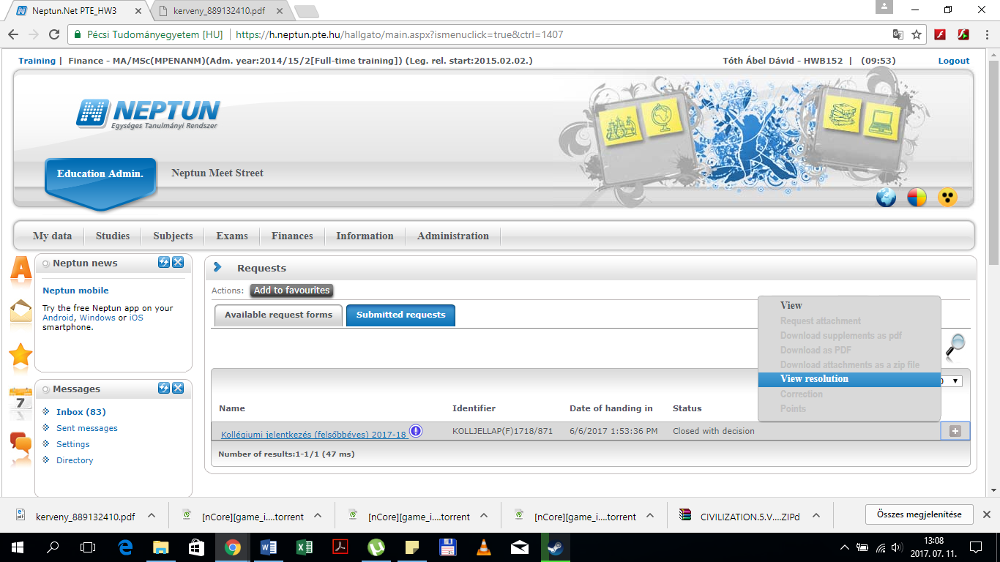 Neptun.Net PTE_HW3
kerveny_889132410.pdf
Pécsi Tudományegyetem [HU]
https://h.neptun.pte.hu/hallgato/main.aspx?ismenuclick=true&ctrl=1407
Training | Finance - MA/MSc(MPENANM)(Adm. year:2014/15/2[Full-time training]) (Leg. rel. start:2015.02.02.)
Tóth Ábel Dávid - HWB152 | (09:53) Logout
NEPTUN
Egységes Tanulmányi Rendszer
Education Admin.
Neptun Meet Street
My data
Studies
Subjects
Exams
Finances
Information
Administration
Neptun news
Neptun mobile
Try the free Neptun app on your
Android, Windows or iOS
smartphone.
Messages
Inbox (83)
Sent messages
Settings
Directory
Requests
Actions: Add to favourites
Available request forms
Submitted requests
View
Request attachment
Download supplements as pdf
Download as PDF
Download attachments as a zip file
View resolution
Correction
Points
Name
Identifier
Date of handing in
Status
Kollégiumi jelentkezés (felsőbbéves) 2017-18
KOLLJELLAP(F)1718/871
6/6/2017 1:53:36 PM
Closed with decision
Number of results:1-1/1 (47 ms)
kerveny_889132410.pdf
[nCore][game_i....torrent
[nCore][game_i....torrent
[nCore][game_i....torrent
CIVILIZATION.5.V....ZIPd
Összes megjelenítése
13:08
2017. 07. 11.